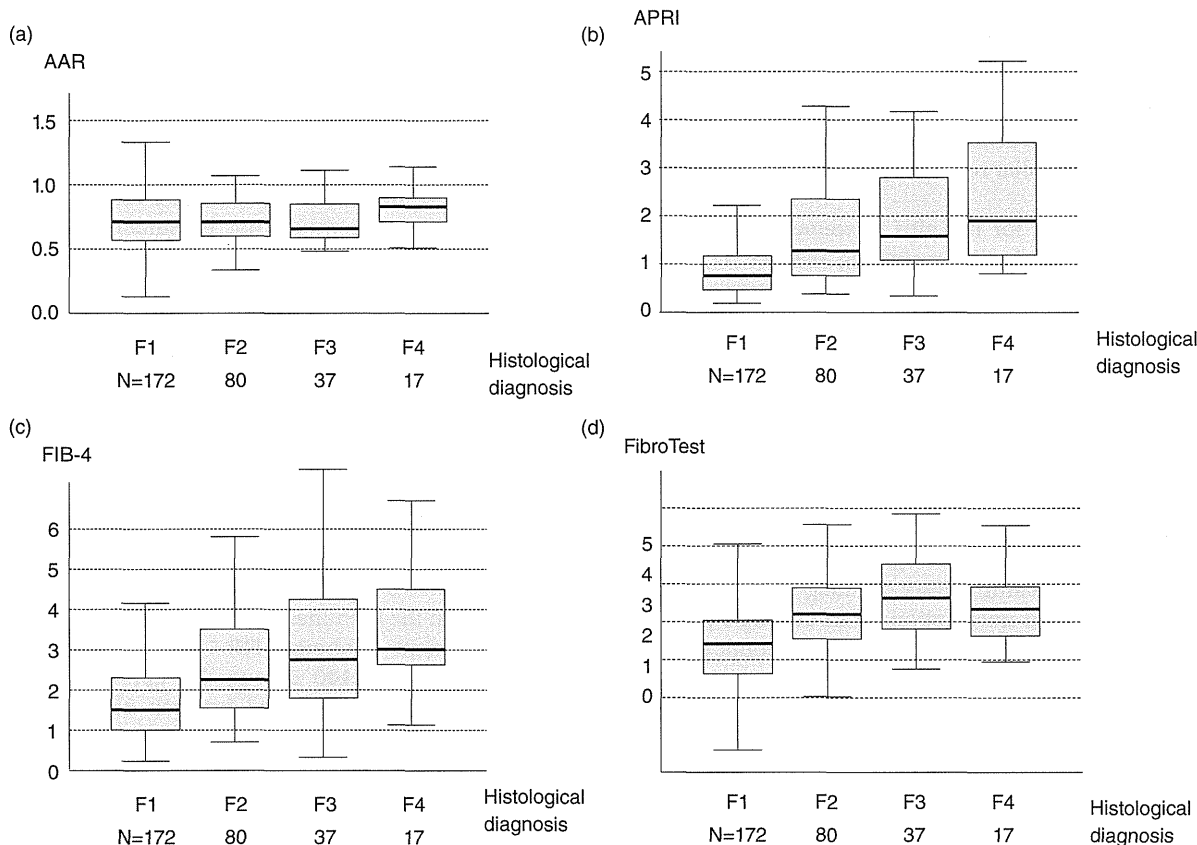 (a)
AAR
1.5
1.0
0.5
0.0
F1 F2 F3 F4 Histological
N=172 80 37 17 diagnosis
(b)
APRI
5
4
3
2
1
0
F1 F2 F3 F4 Histological
N=172 80 37 17 diagnosis
(c)
FIB-4
6
5
4
3
2
1
0
F1 F2 F3 F4 Histological
N=172 80 37 17 diagnosis
(d)
FibroTest
5
4
3
2
1
0
F1 F2 F3 F4 Histological
N=172 80 37 17 diagnosis